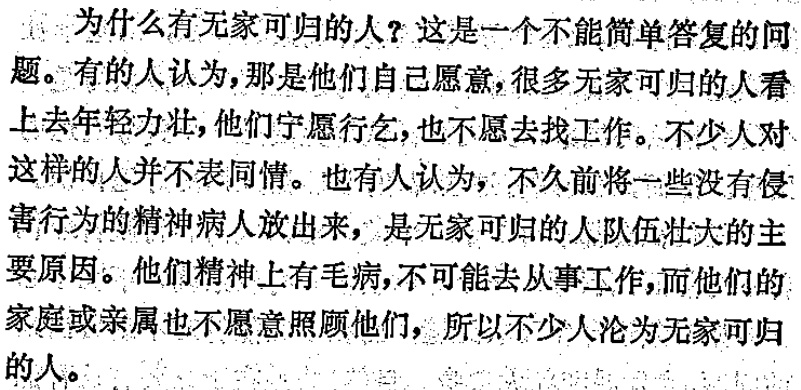 为什么有无家可归的人？这是一个不能简单答复的问
题。有的人认为，那是他们自己愿意，很多无家可归的人看
上去年轻力壮，他们宁愿行乞，也不愿去找工作。不少人对
这样的人并不表同情。也有人认为，不久前将一些没有侵
害行为的精神病人放出来，是无家可归的人队伍壮大的主
要原因。他们精神上有毛病，不可能去从事工作，而他们的
家庭或亲属也不愿意照顾他们，所以不少人沦为无家可归
的人。